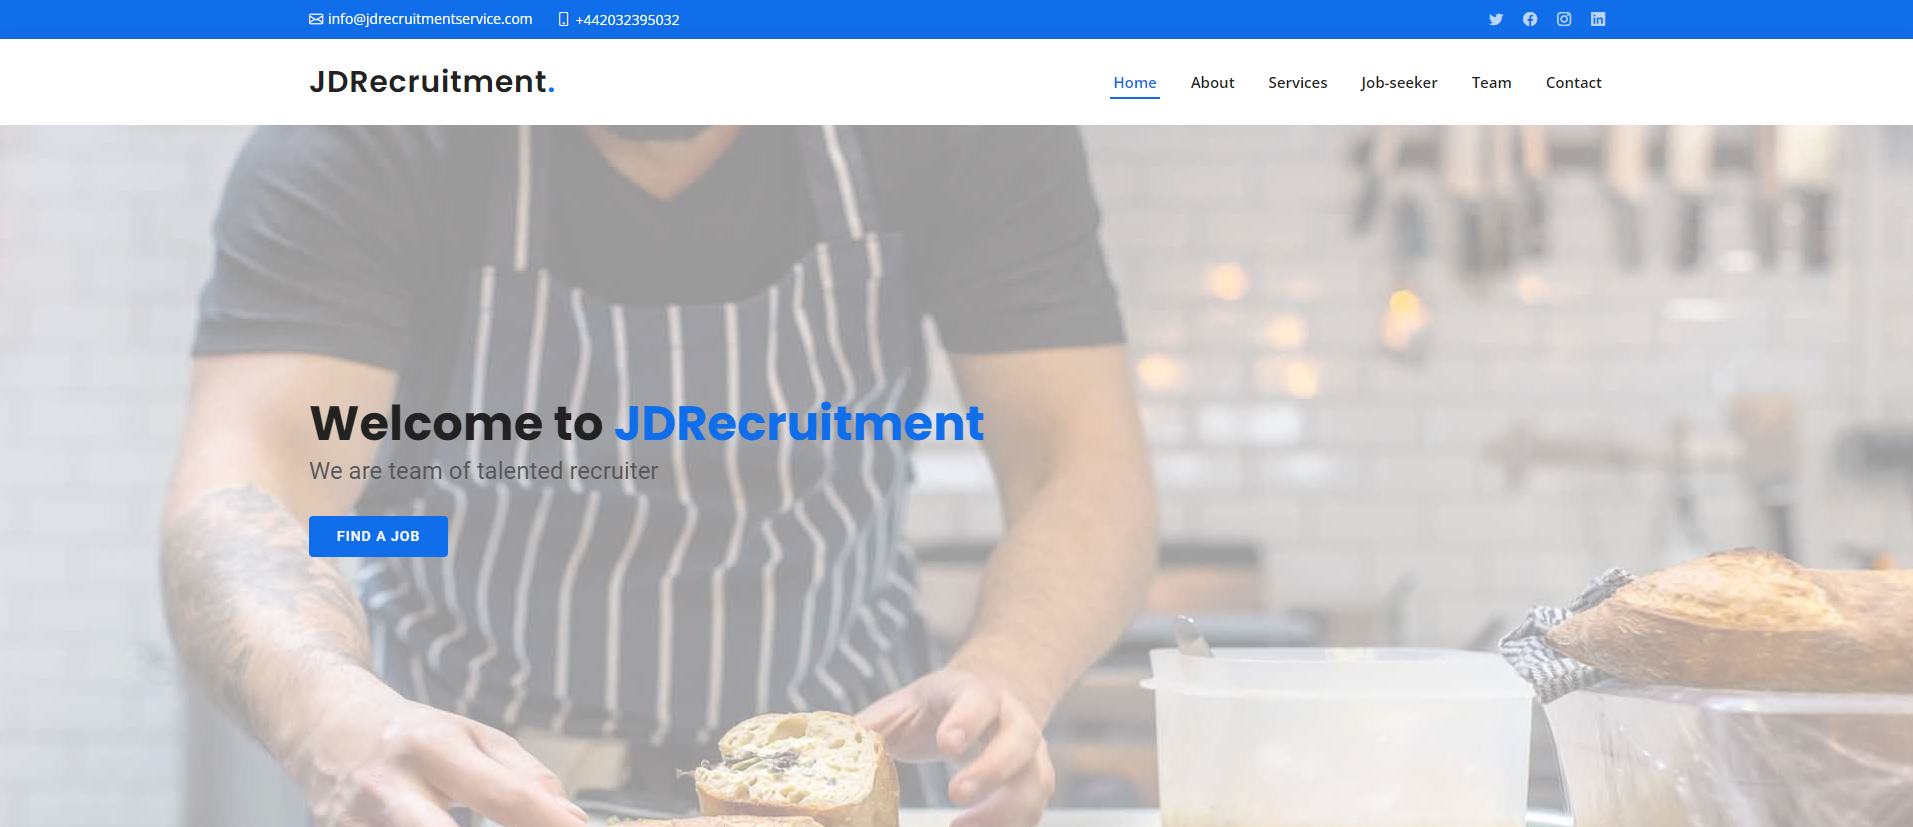 info@jdrecruitmentservice.com +442032395032
JDRecruitment.
Home About Services Job-seeker Team Contact
Welcome to JDRecruitment
We are team of talented recruiter
FIND A JOB